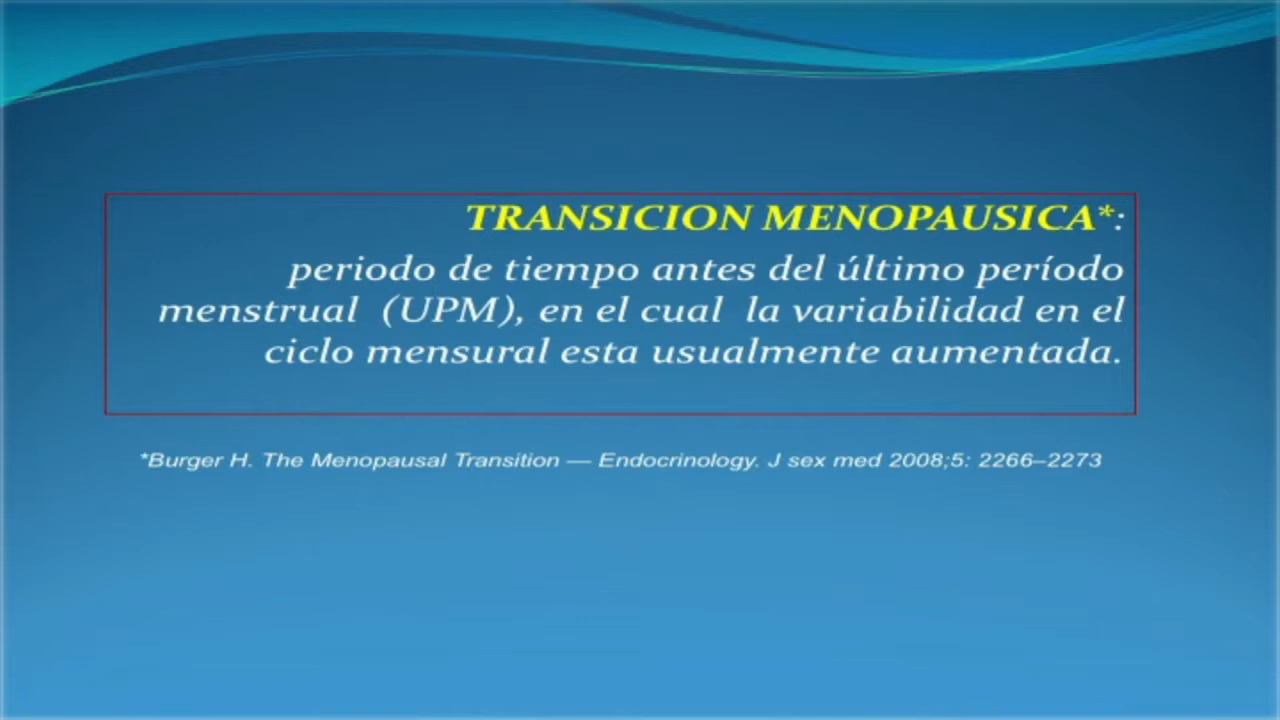 TRANSICION MENOPAUSICA*:
periodo de tiempo antes del último período
menstrual (UPM), en el cual la variabilidad en el
ciclo mensural esta usualmente aumentada.
*Burger H. The Menopausal Transition — Endocrinology. J sex med 2008;5: 2266–2273